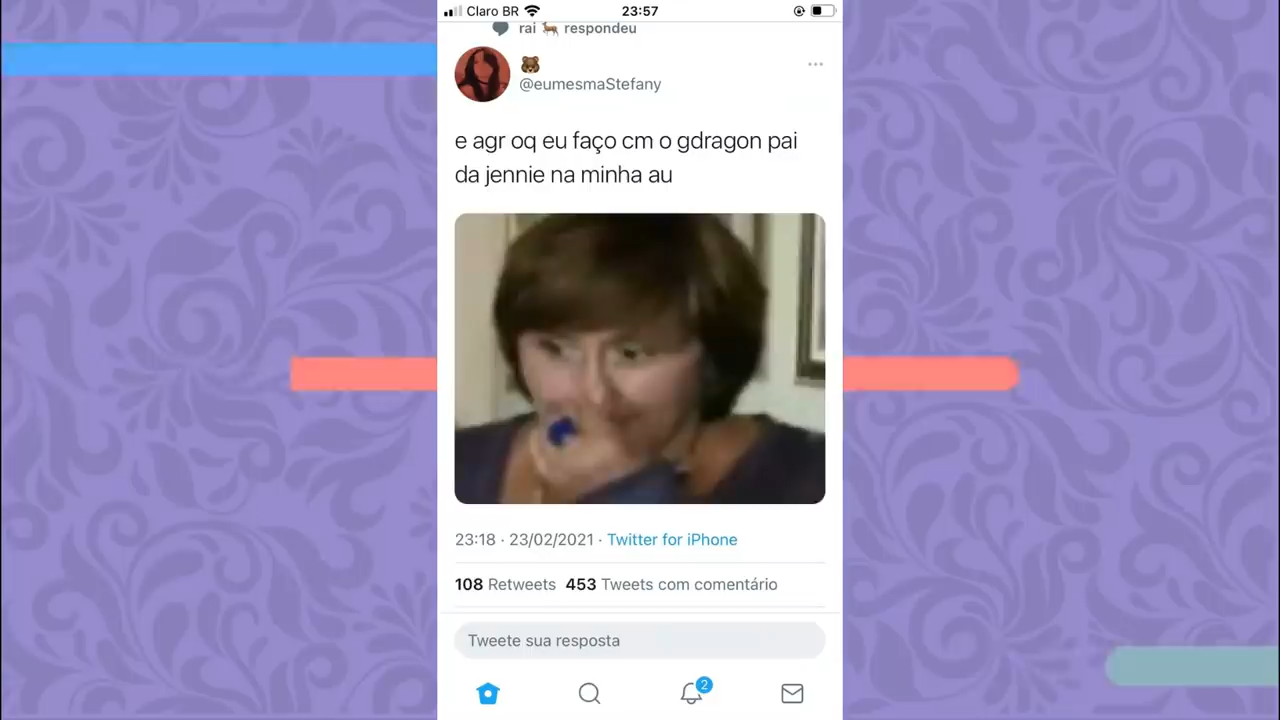 Claro BR 23:57
rai respondeu
@eumesmaStefany
e agr oq eu faço cm o gdragon pai
da jennie na minha au
23:18 · 23/02/2021 · Twitter for iPhone
108 Retweets 453 Tweets com comentário
Tweete sua resposta
2